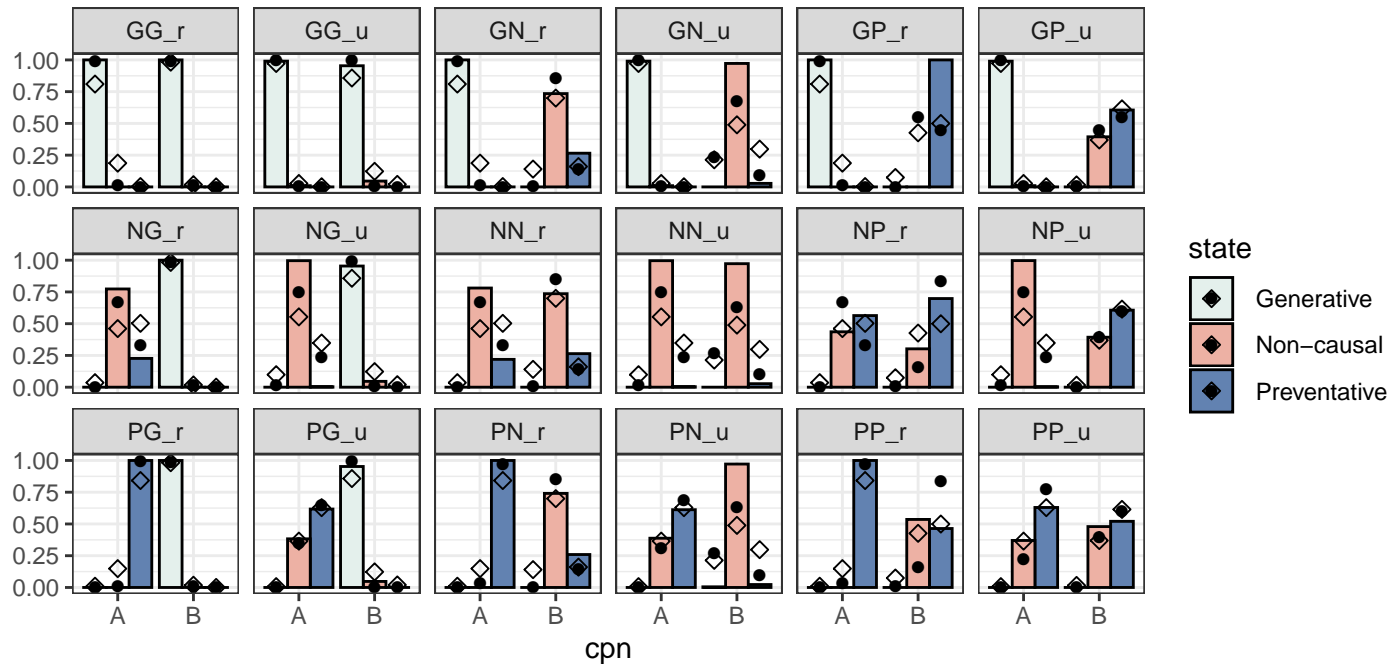 GG_r GG_u GN_r GN_u GP_r GP_u
1.00
0.75
0.50
0.25
0.00
NG_r NG_u NN_r NN_u NP_r NP_u
1.00
0.75
0.50
0.25
0.00
PG_r PG_u PN_r PN_u PP_r PP_u
1.00
0.75
0.50
0.25
0.00
A B A B A B A B A B A B
cpn
state
Generative
Non−causal
Preventative